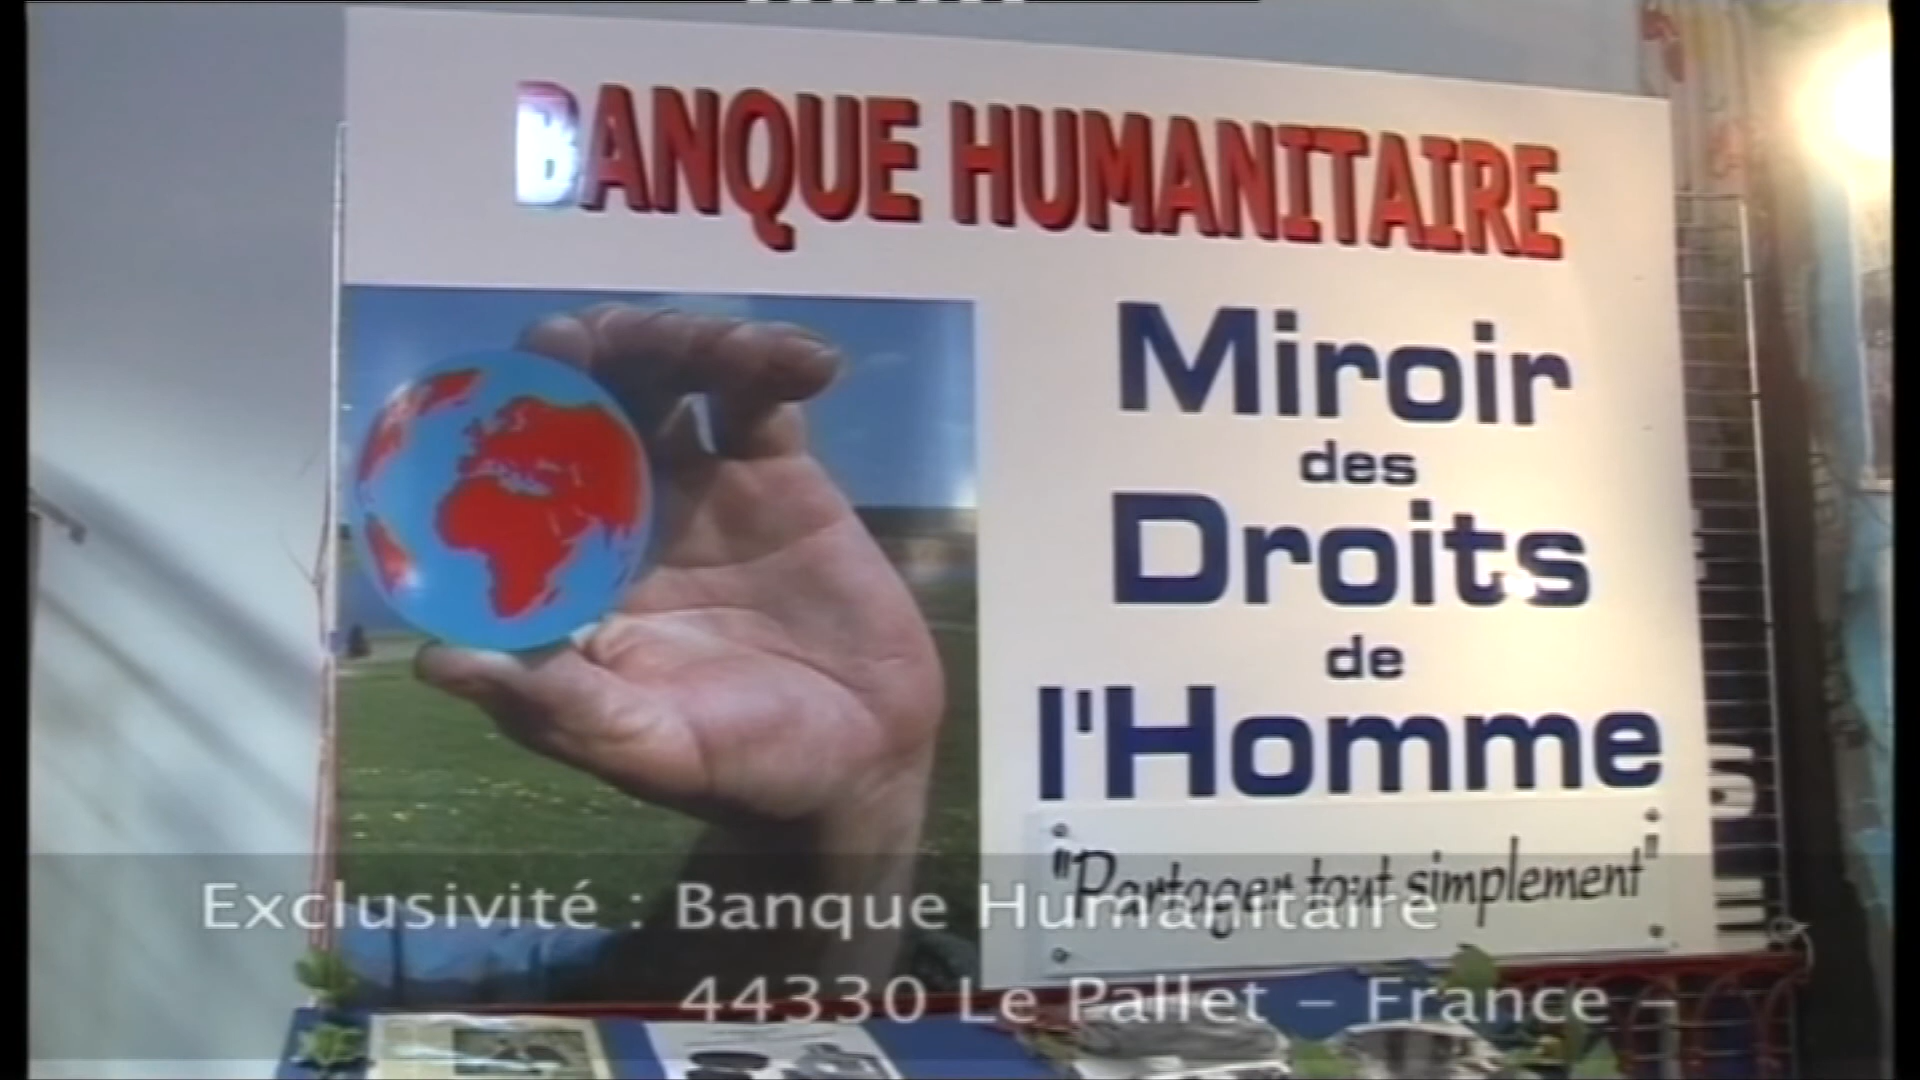 BANQUE HUMANITAIRE
Miroir
des
Droits
de
l'Homme
"Partager tout simplement"
Exclusivité : Banque Humanitaire
44330 Le Pallet – France –